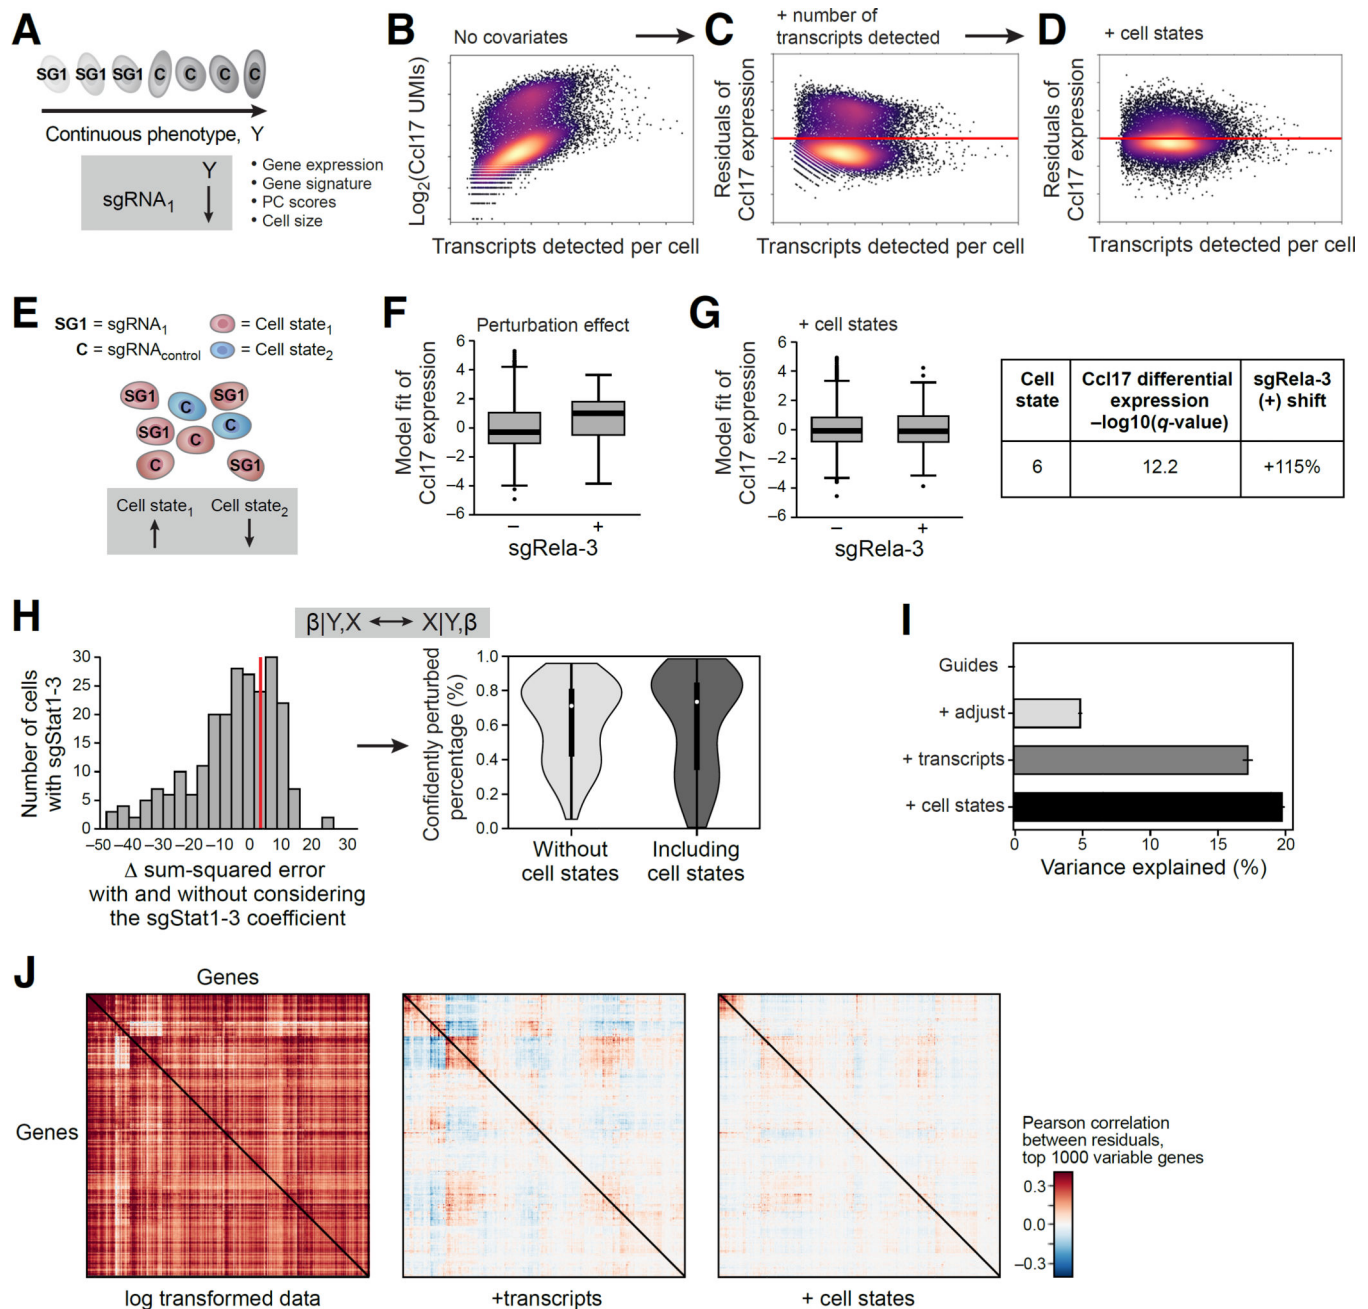 A
SG1 SG1 SG1 C C C C
Continuous phenotype, Y
sgRNA1
Y
• Gene expression
• Gene signature
• PC scores
• Cell size
B
No covariates
Log2(Ccl17 UMIs)
Transcripts detected per cell
C
+ number of
transcripts detected
Residuals of
Ccl17 expression
Transcripts detected per cell
D
+ cell states
Residuals of
Ccl17 expression
Transcripts detected per cell
E
SG1 = sgRNA1
= Cell state1
C = sgRNAcontrol
= Cell state2
SG1 C SG1
SG1 C C
C SG1
Cell state1 Cell state2
F
Perturbation effect
Model fit of
Ccl17 expression
6
4
2
0
−2
−4
−6
− +
sgRela-3
G
+ cell states
Model fit of
Ccl17 expression
6
4
2
0
−2
−4
−6
− +
sgRela-3
Cell
state
Ccl17 differential
expression
−log10(q-value)
sgRela-3
(+) shift
6 12.2 +115%
H
β|Y,X X|Y,β
Number of cells
with sgStat1-3
30
25
20
15
10
5
0
−50 −40 −30 −20 −10 0 10 20 30
Δ sum-squared error
with and without considering
the sgStat1-3 coefficient
Confidently perturbed
percentage (%)
1.0
0.8
0.6
0.4
0.2
0.0
Without
cell states
Including
cell states
I
Guides
+ adjust
+ transcripts
+ cell states
0 5 10 15 20
Variance explained (%)
J
Genes
Genes
log transformed data
+transcripts
+ cell states
Pearson correlation
between residuals,
top 1000 variable genes
0.3
0.0
−0.3